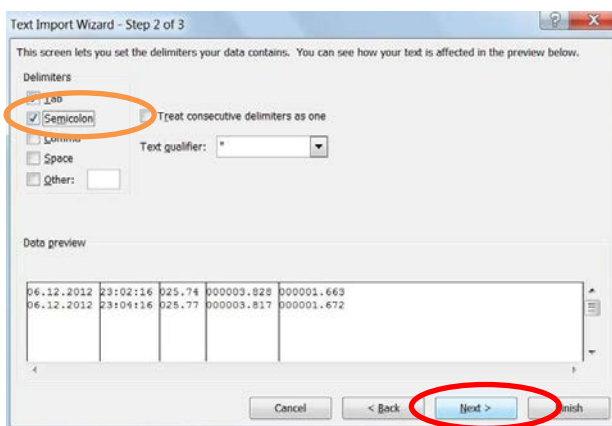 Text Import Wizard - Step 2 of 3
This screen lets you set the delimiters your data contains. You can see how your text is affected in the preview below.
Delimiters
Tab
Semicolon
Treat consecutive delimiters as one
Comma
Text qualifier: "
Space
Other:
Data preview
06.12.2012 23:02:16 025.74 000003.828 000001.663
06.12.2012 23:04:16 025.77 000003.817 000001.672
Cancel < Back Next > Finish